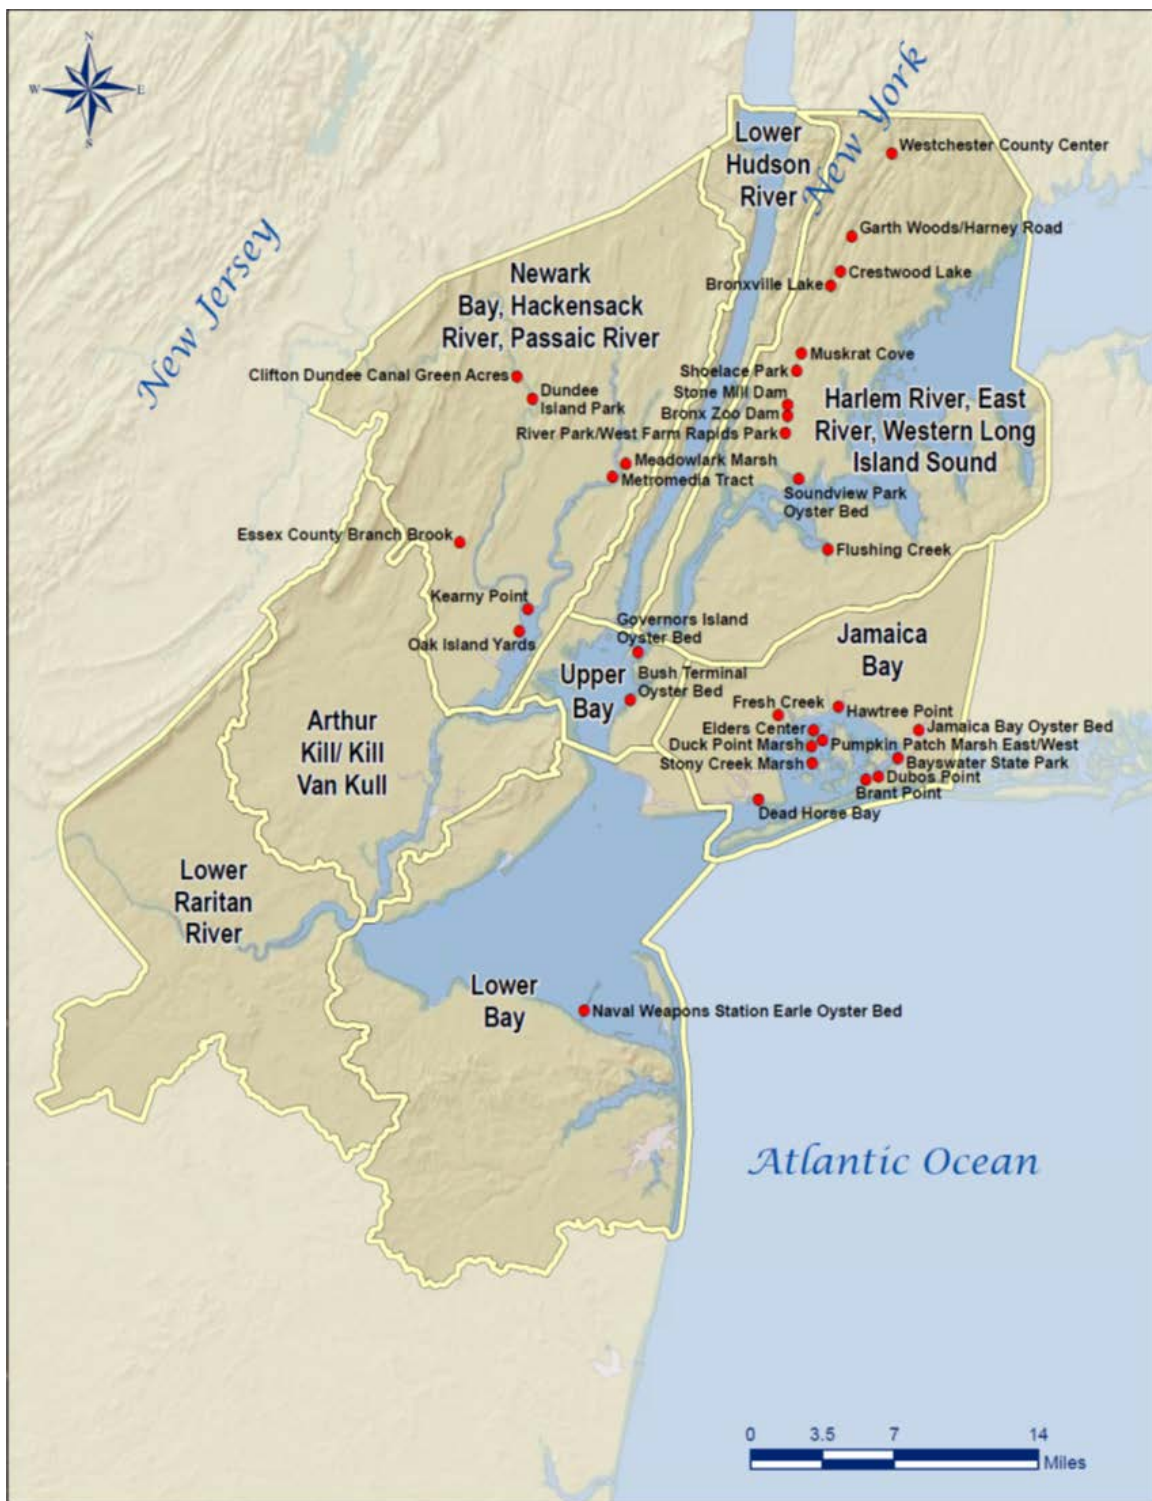 N
W
E
S
New Jersey
New York
Lower
Hudson
River
Westchester County Center
Garth Woods/Harney Road
Crestwood Lake
Bronxville Lake
Newark
Bay, Hackensack
River, Passaic River
Muskrat Cove
Shoelace Park
Clifton Dundee Canal Green Acres
Dundee
Island Park
Stone Mill Dam
Bronx Zoo Dam
River Park/West Farm Rapids Park
Harlem River, East
River, Western Long
Island Sound
Meadowlark Marsh
Metromedia Tract
Soundview Park
Oyster Bed
Essex County Branch Brook
Flushing Creek
Kearny Point
Oak Island Yards
Governors Island
Oyster Bed
Jamaica
Bay
Upper
Bay
Bush Terminal
Oyster Bed
Fresh Creek
Hawtree Point
Elders Center
Jamaica Bay Oyster Bed
Duck Point Marsh
Pumpkin Patch Marsh East/West
Stony Creek Marsh
Bayswater State Park
Dubos Point
Brant Point
Dead Horse Bay
Arthur
Kill/ Kill
Van Kull
Lower
Raritan
River
Lower
Bay
Naval Weapons Station Earle Oyster Bed
Atlantic Ocean
0 3.5 7 14
Miles